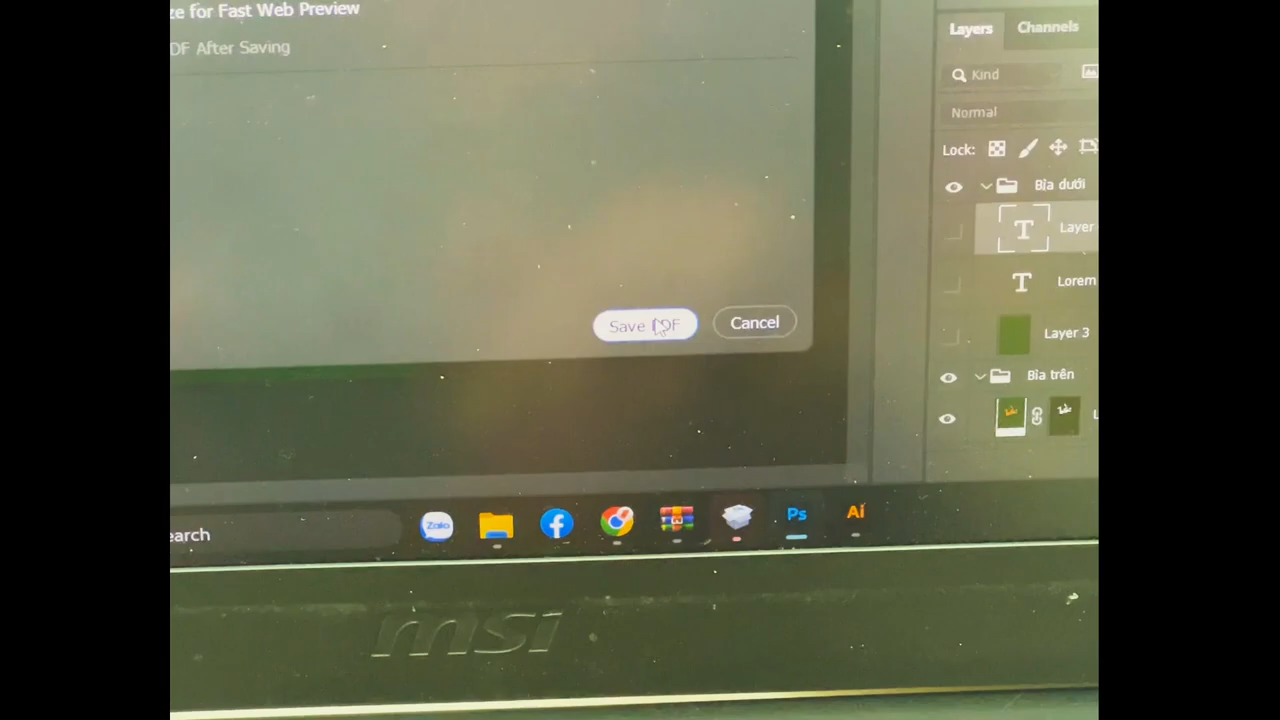 ze for Fast Web Preview
DF After Saving
Save PDF
Cancel
Layers
Channels
Kind
Normal
Lock:
Bìa dưới
Layer
Lorem
Layer 3
Bìa trên
L
earch
Zalo
Ps
Ai
msi